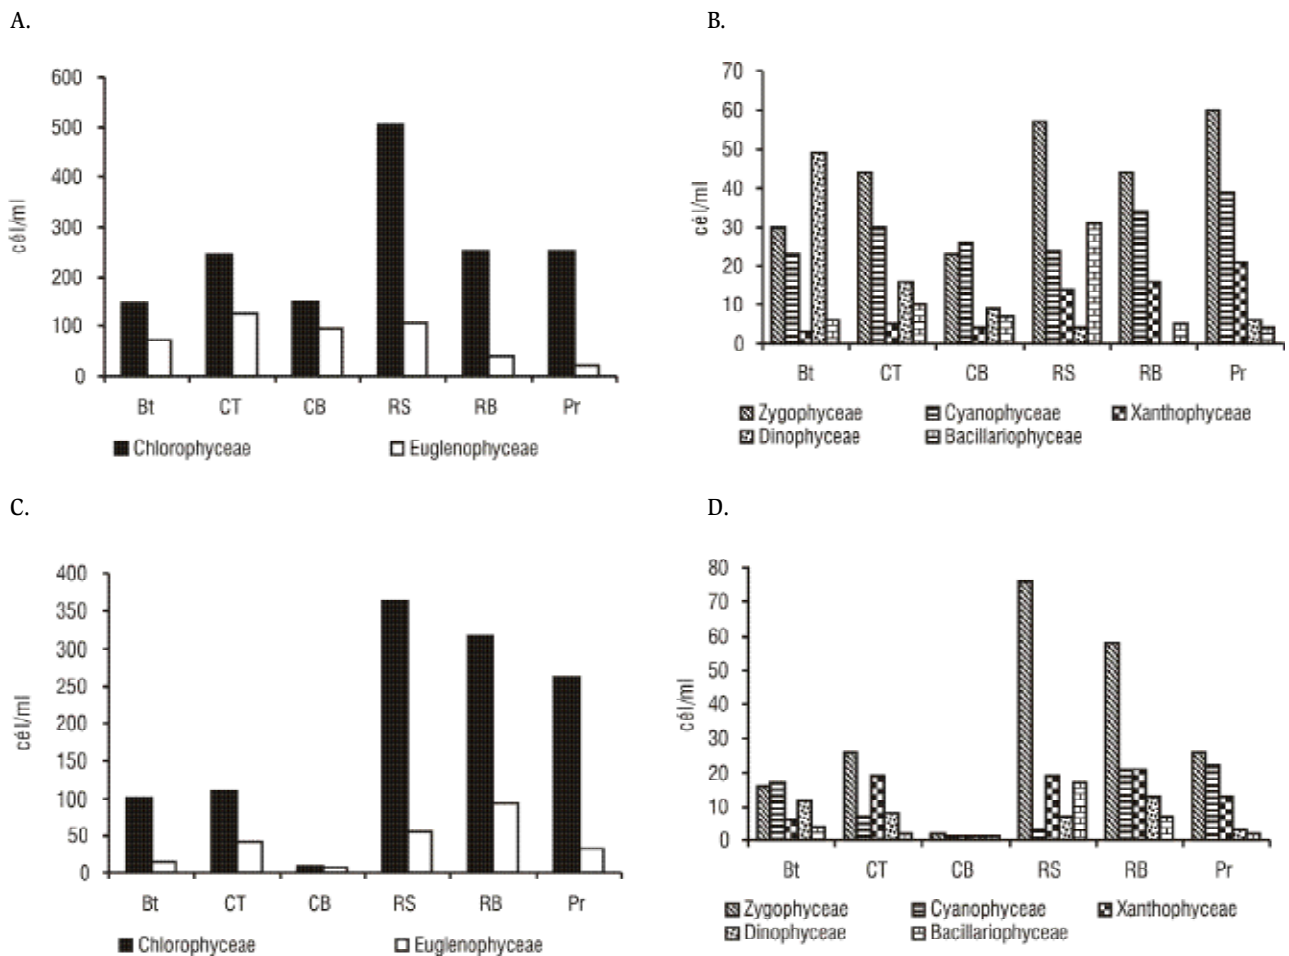 A.
600
500
400
300
200
100
0
cél/ml
Bt CT CB RS RB Pr
Chlorophyceae Euglenophyceae
B.
70
60
50
40
30
20
10
0
cél/ml
Bt CT CB RS RB Pr
Zygophyceae Cyanophyceae Xanthophyceae
Dinophyceae Bacillariophyceae
C.
400
350
300
250
200
150
100
50
0
cél/ml
Bt CT CB RS RB Pr
Chlorophyceae Euglenophyceae
D.
80
70
60
50
40
30
20
10
0
cél/ml
Bt CT CB RS RB Pr
Zygophyceae Cyanophyceae Xanthophyceae
Dinophyceae Bacillariophyceae